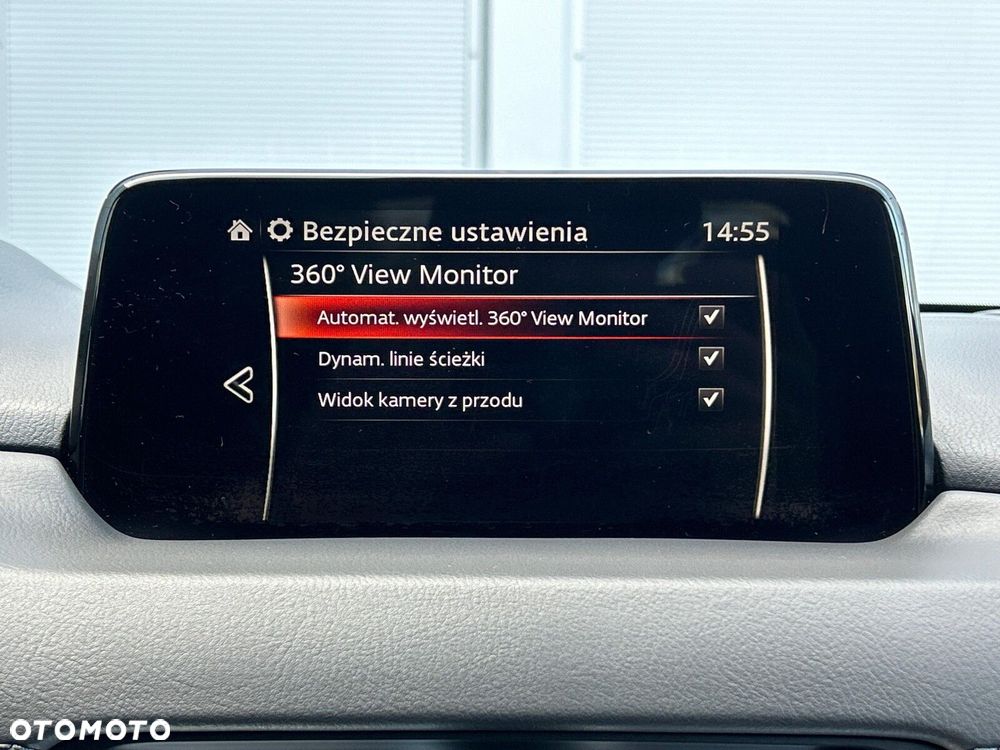 Bezpieczne ustawienia 14:55
360° View Monitor
Automat. wyświetl. 360° View Monitor
Dynam. linie ścieżki
Widok kamery z przodu
OTOMOTO